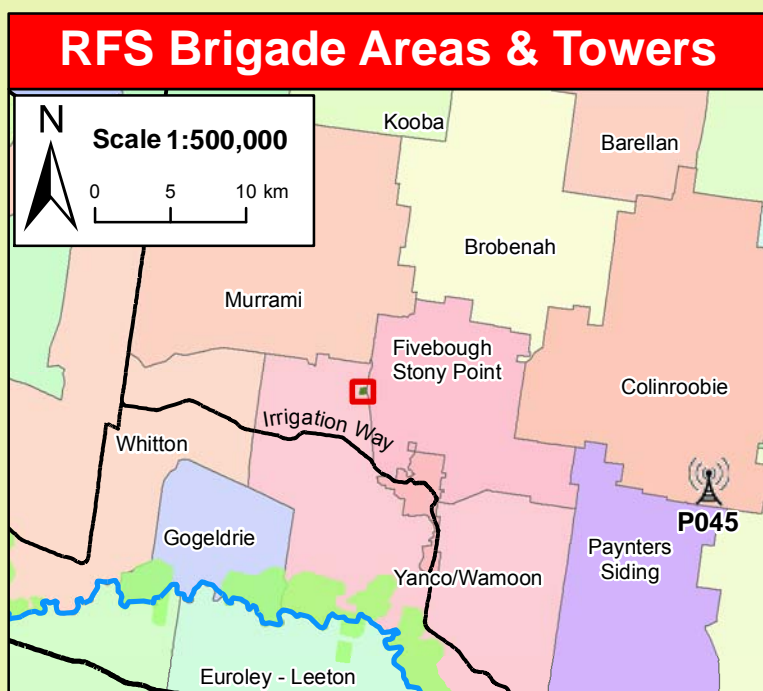 RFS Brigade Areas & Towers
N
Scale 1:500,000
0 5 10 km
Kooba
Barellan
Brobenah
Murrami
Fivebough
Stony Point
Colinroobie
Irrigation Way
Whitton
P045
Gogeldrie
Paynters
Siding
Yanco/Wamoon
Euroley - Leeton